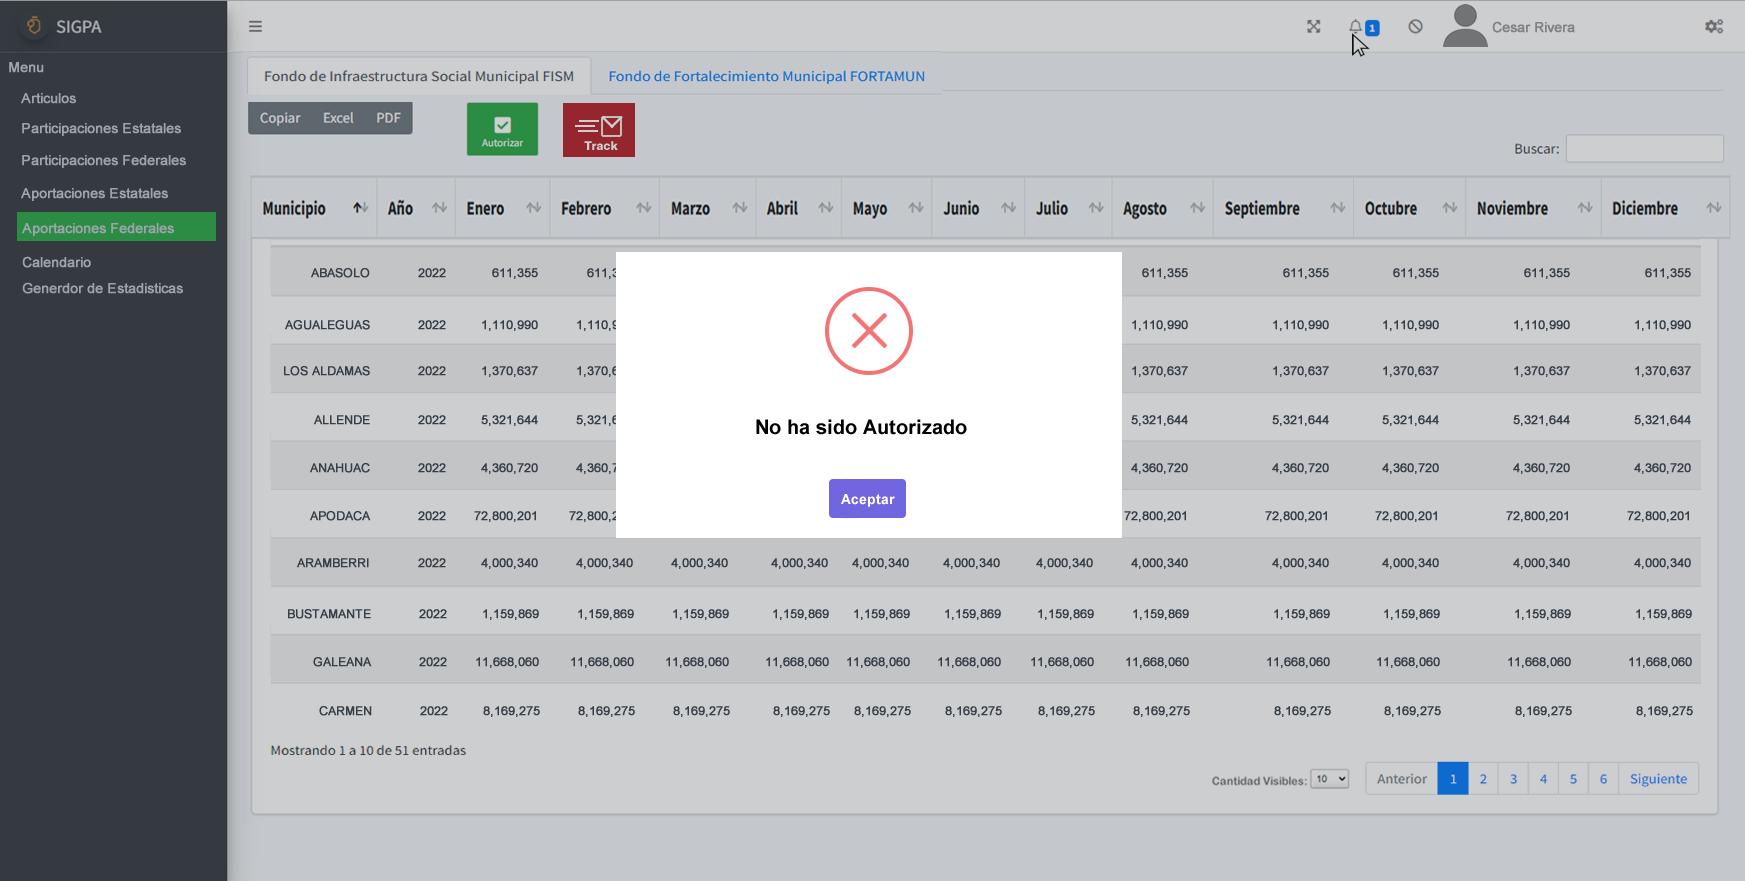 SIGPA
1
Cesar Rivera
Menu
Articulos
Participaciones Estatales
Participaciones Federales
Aportaciones Estatales
Aportaciones Federales
Calendario
Generdor de Estadisticas
Fondo de Infraestructura Social Municipal FISM
Fondo de Fortalecimiento Municipal FORTAMUN
Copiar Excel PDF
Autorizar
Track
Buscar:
Municipio Año Enero Febrero Marzo Abril Mayo Junio Julio Agosto Septiembre Octubre Noviembre Diciembre
ABASOLO 2022 611,355 611,3 611,355 611,355 611,355 611,355 611,355
AGUALEGUAS 2022 1,110,990 1,110,9 1,110,990 1,110,990 1,110,990 1,110,990 1,110,990
LOS ALDAMAS 2022 1,370,637 1,370,6 1,370,637 1,370,637 1,370,637 1,370,637 1,370,637
ALLENDE 2022 5,321,644 5,321,6 5,321,644 5,321,644 5,321,644 5,321,644 5,321,644
ANAHUAC 2022 4,360,720 4,360,7 4,360,720 4,360,720 4,360,720 4,360,720 4,360,720
APODACA 2022 72,800,201 72,800,2 72,800,201 72,800,201 72,800,201 72,800,201 72,800,201
No ha sido Autorizado
Aceptar
ARAMBERRI 2022 4,000,340 4,000,340 4,000,340 4,000,340 4,000,340 4,000,340 4,000,340 4,000,340 4,000,340 4,000,340 4,000,340 4,000,340
BUSTAMANTE 2022 1,159,869 1,159,869 1,159,869 1,159,869 1,159,869 1,159,869 1,159,869 1,159,869 1,159,869 1,159,869 1,159,869 1,159,869
GALEANA 2022 11,668,060 11,668,060 11,668,060 11,668,060 11,668,060 11,668,060 11,668,060 11,668,060 11,668,060 11,668,060 11,668,060 11,668,060
CARMEN 2022 8,169,275 8,169,275 8,169,275 8,169,275 8,169,275 8,169,275 8,169,275 8,169,275 8,169,275 8,169,275 8,169,275 8,169,275
Mostrando 1 a 10 de 51 entradas
Cantidad Visibles: 10
Anterior 1 2 3 4 5 6 Siguiente